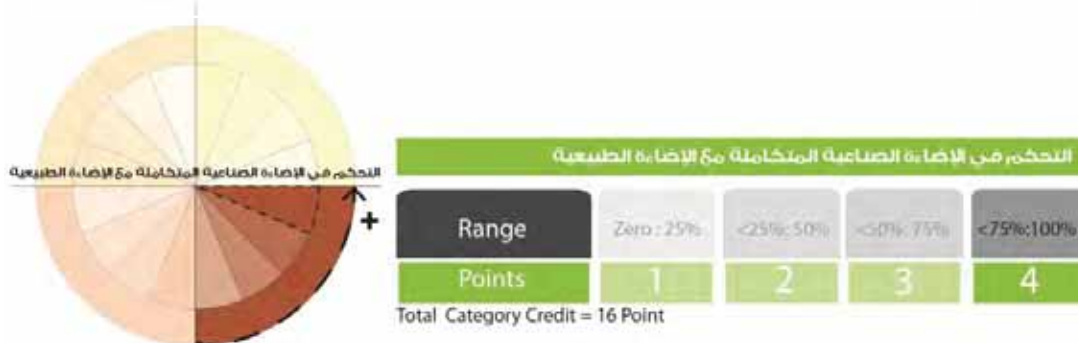 التحكم في الإضاءة الصناعية المتكاملة مع الإضاءة الطبيعية
+
التحكم في الإضاءة الصناعية المتكاملة مع الإضاءة الطبيعية
Range Zero : 25% <25%: 50% <50%: 75% <75%:100%
Points 1 2 3 4
Total Category Credit = 16 Point